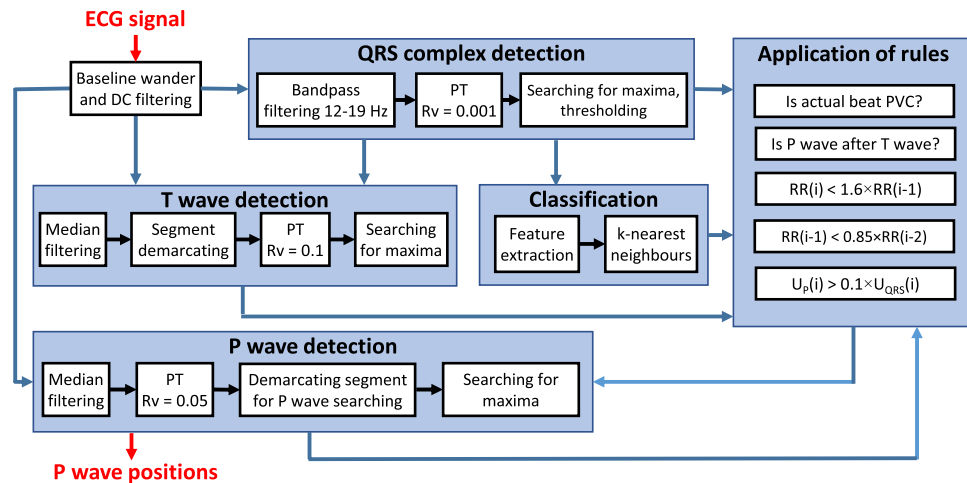 ECG signal
Baseline wander
and DC filtering
QRS complex detection
Bandpass
filtering 12-19 Hz
PT
Rv = 0.001
Searching for maxima,
thresholding
Application of rules
Is actual beat PVC?
Is P wave after T wave?
RR(i) < 1.6×RR(i-1)
RR(i-1) < 0.85×RR(i-2)
U_P(i) > 0.1×U_QRS(i)
T wave detection
Median
filtering
Segment
demarcating
PT
Rv = 0.1
Searching
for maxima
Classification
Feature
extraction
k-nearest
neighbours
P wave detection
Median
filtering
PT
Rv = 0.05
Demarcating segment
for P wave searching
Searching for
maxima
P wave positions